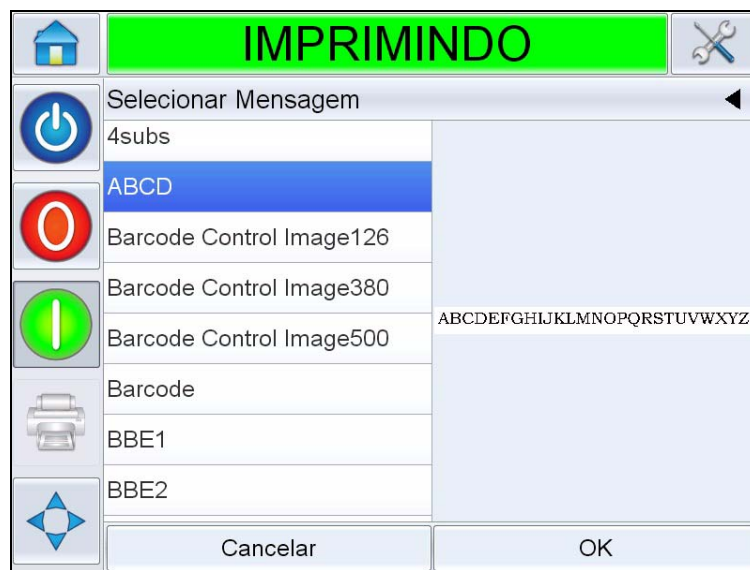 IMPRIMINDO
Selecionar Mensagem
4subs
ABCD
Barcode Control Image126
Barcode Control Image380
Barcode Control Image500
Barcode
BBE1
BBE2
ABCDEFGHIJKLMNOPQRSTUVWXYZ
Cancelar
OK